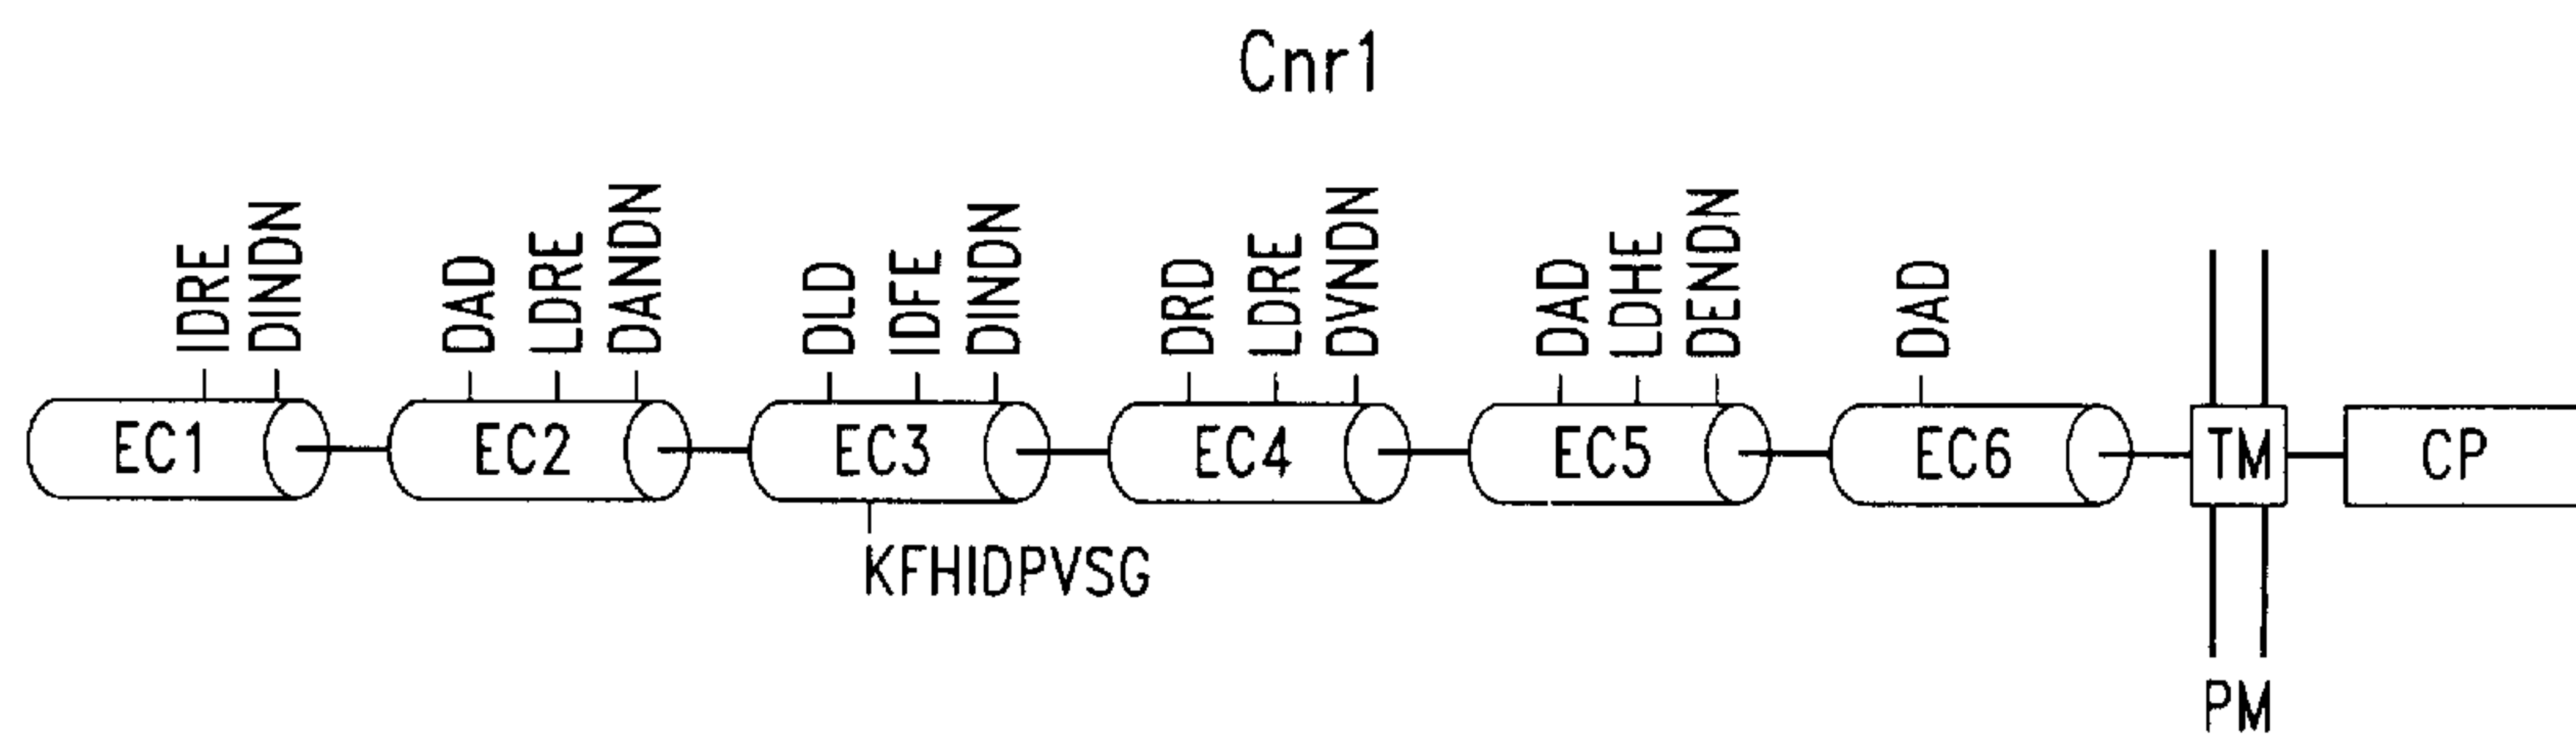 Cnr1
IDRE
DINDN
DAD
LDRE
DANDN
DLD
IDFE
DINDN
DRD
LDRE
DVNDN
DAD
LDHE
DENDN
DAD
EC1
EC2
EC3
EC4
EC5
EC6
TM
CP
KFHIDPVSG
PM